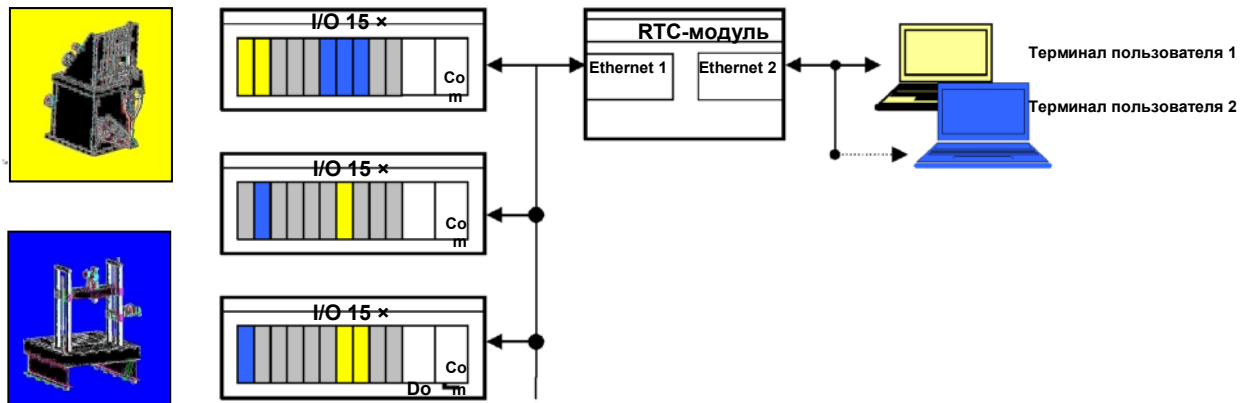 I/O 15 ×
Co
m
RTC-модуль
Ethernet 1
Ethernet 2
Терминал пользователя 1
Терминал пользователя 2
I/O 15 ×
Co
m
I/O 15 ×
Co
m
Do